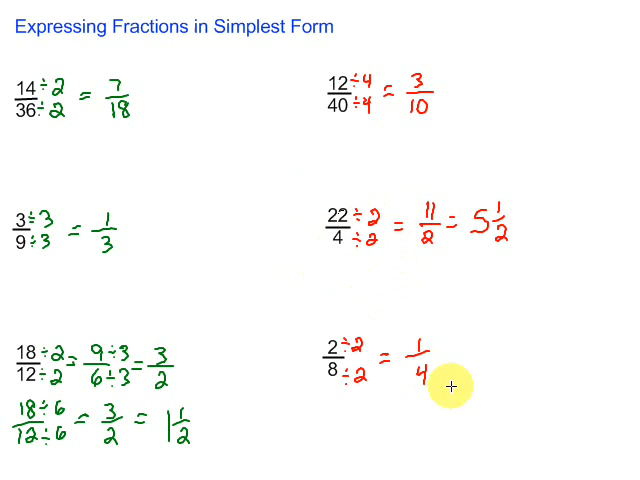 Expressing Fractions in Simplest Form
14÷2/36÷2 = 7/18
12÷4/40÷4 = 3/10
3÷3/9÷3 = 1/3
22÷2/4÷2 = 11/2 = 5 1/2
18÷2/12÷2 = 9÷3/6÷3 = 3/2
18÷6/12÷6 = 3/2 = 1 1/2
2÷2/8÷2 = 1/4